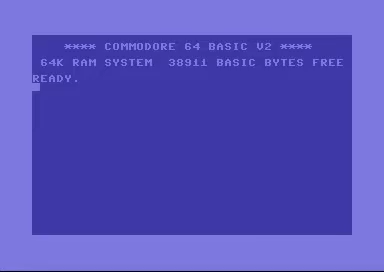 **** COMMODORE 64 BASIC V2 ****
64K RAM SYSTEM  38911 BASIC BYTES FREE
READY.